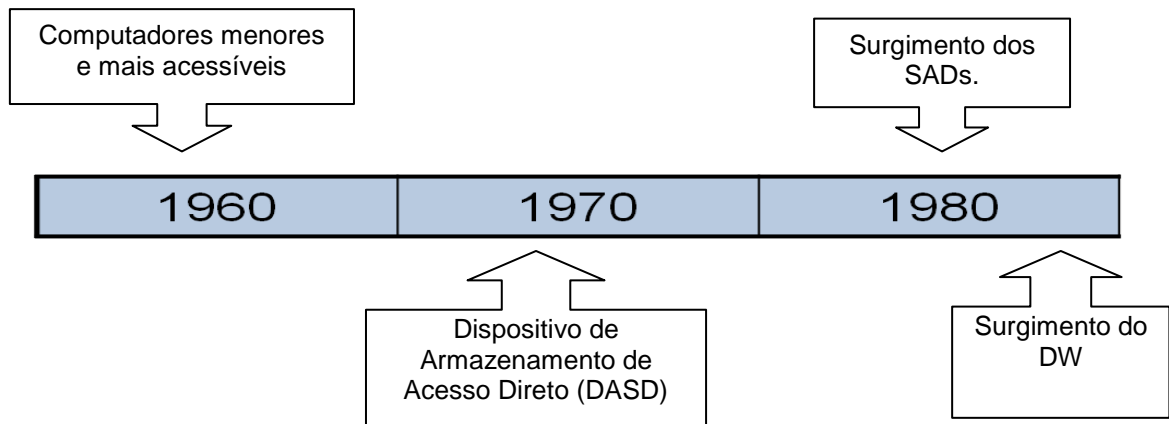 Computadores menores
e mais acessíveis
Surgimento dos
SADs.
1960
1970
1980
Dispositivo de
Armazenamento de
Acesso Direto (DASD)
Surgimento do
DW